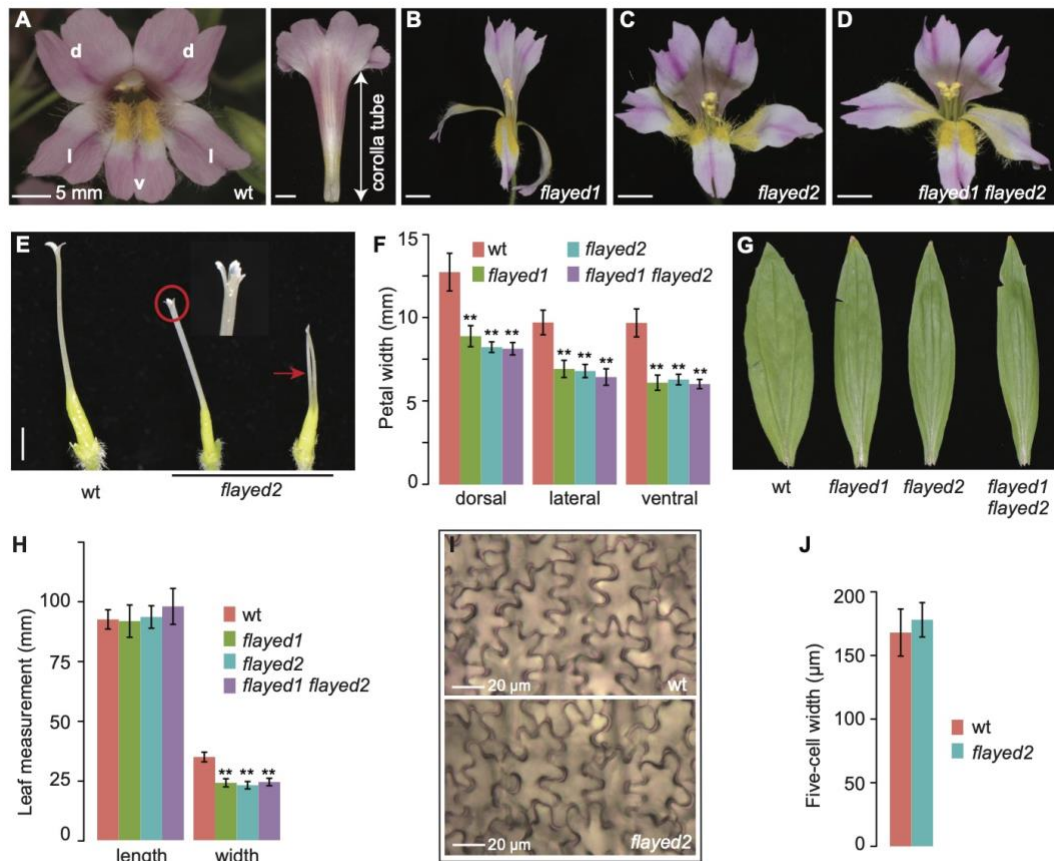 A
d d
l l
v
5 mm wt
corolla tube
B
flayed1
C
flayed2
D
flayed1 flayed2
E
wt flayed2
F
Petal width (mm)
15
10
5
0
wt flayed2
flayed1 flayed1 flayed2
** ** **
** ** **
** ** **
dorsal lateral ventral
G
wt flayed1 flayed2 flayed1
flayed2
H
Leaf measurement (mm)
100
75
50
25
0
wt
flayed1
flayed2
flayed1 flayed2
** ** **
length width
I
20 µm wt
20 µm flayed2
J
Five-cell width (µm)
200
150
100
50
0
wt
flayed2